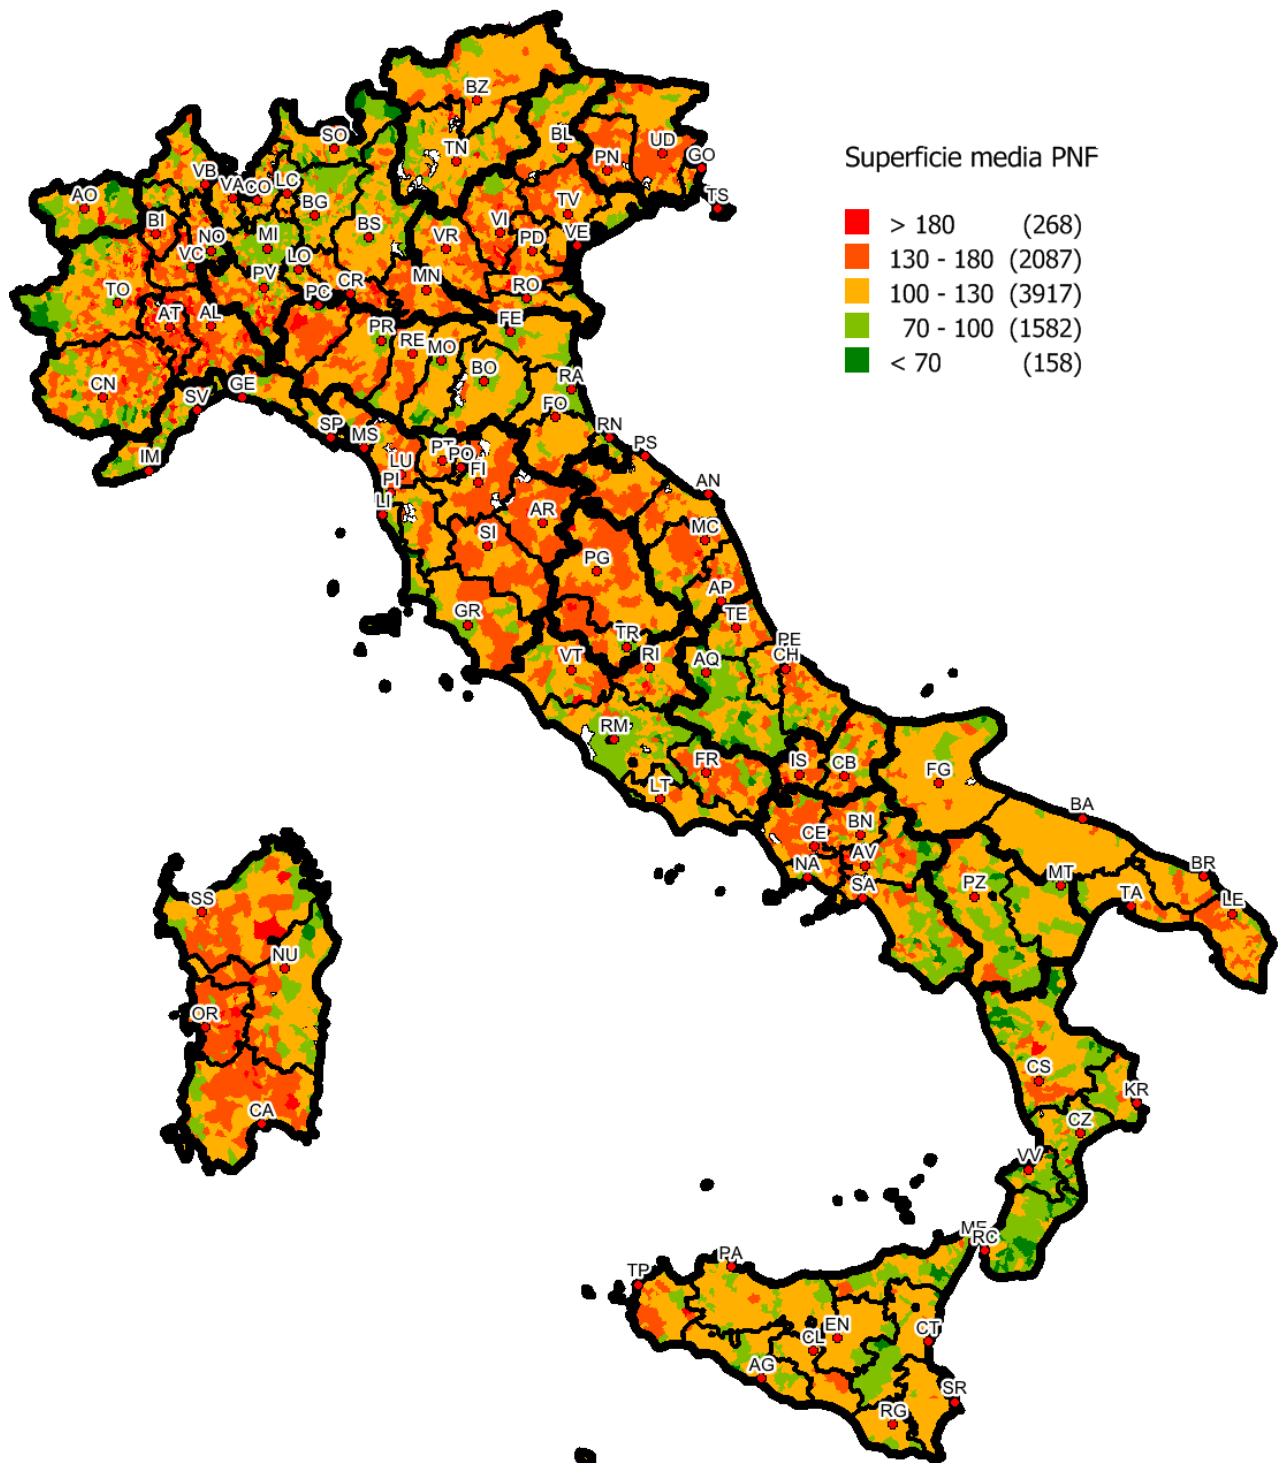 Superficie media PNF
> 180 (268)
130 - 180 (2087)
100 - 130 (3917)
70 - 100 (1582)
< 70 (158)
BZ
SO
BL
UD
TN
PN
GO
VB
LC
VA
CO
AO
TS
BG
TV
BI
BS
VI
NO
MI
VR
PD
VE
VC
LO
PV
CR
MN
TO
PC
RO
AT
AL
FE
PR
RE
MO
BO
CN
RA
GE
SV
FO
SP
MS
RN
PS
IM
PT
PO
LU
FI
PI
AN
LI
AR
MC
SI
PG
AP
GR
TE
TR
PE
RI
CH
VT
AQ
RM
FR
IS
CB
FG
LT
BA
BN
CE
AV
NA
MT
BR
SA
PZ
TA
SS
LE
NU
OR
CS
KR
CA
CZ
VV
ME
RC
PA
TP
EN
CT
CL
AG
SR
RG